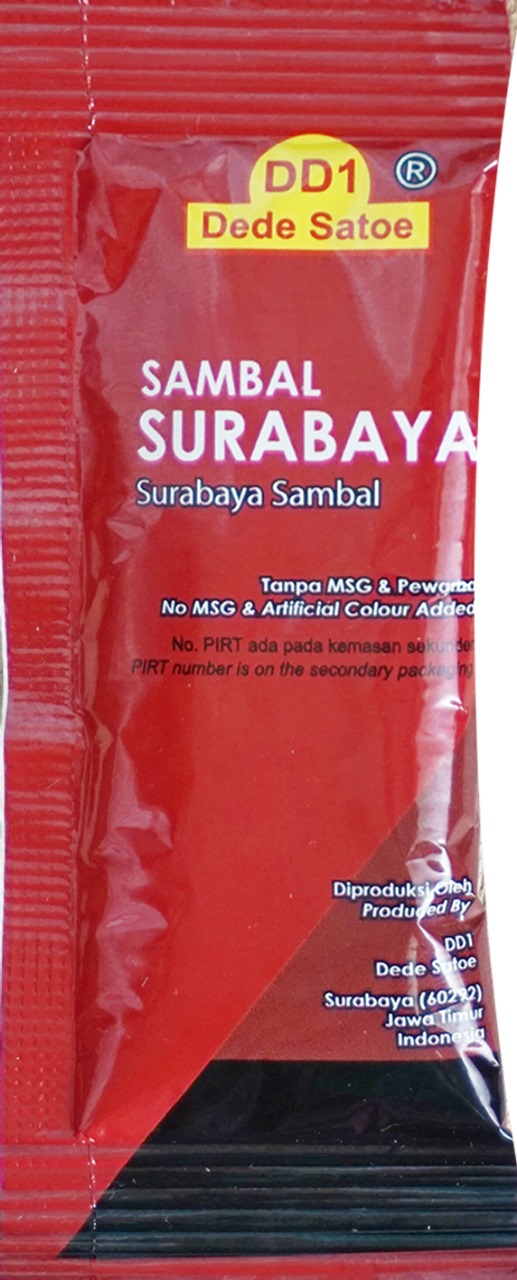 DD1 ®
Dede Satoe
SAMBAL
SURABAYA
Surabaya Sambal
Tanpa MSG & Pewarna
No MSG & Artificial Colour Added
No. PIRT ada pada kemasan sekunder
PIRT number is on the secondary packaging
Diproduksi Oleh
Produced By
DD1
Dede Satoe
Surabaya (60292)
Jawa Timur
Indonesia